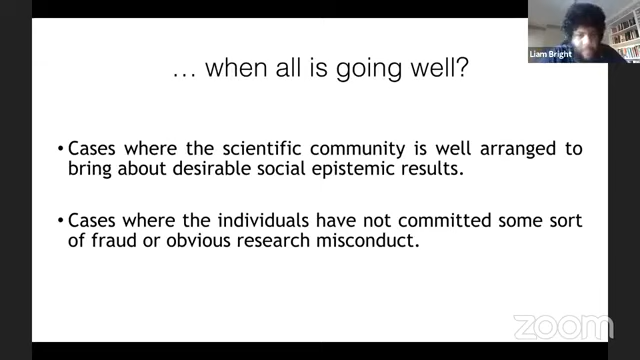 Liam Bright
… when all is going well?
• Cases where the scientific community is well arranged to
bring about desirable social epistemic results.
• Cases where the individuals have not committed some sort
of fraud or obvious research misconduct.
zoom